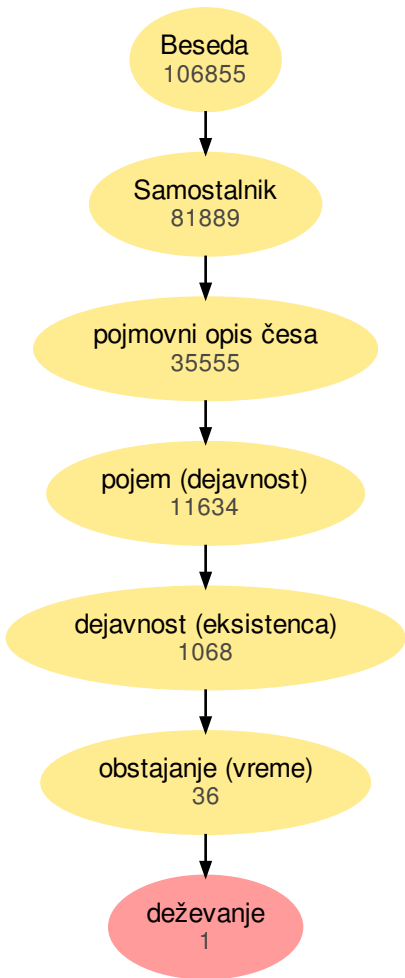 Beseda
106855
Samostalnik
81889
pojmovni opis česa
35555
pojem (dejavnost)
11634
dejavnost (eksistenca)
1068
obstajanje (vreme)
36
deževanje
1